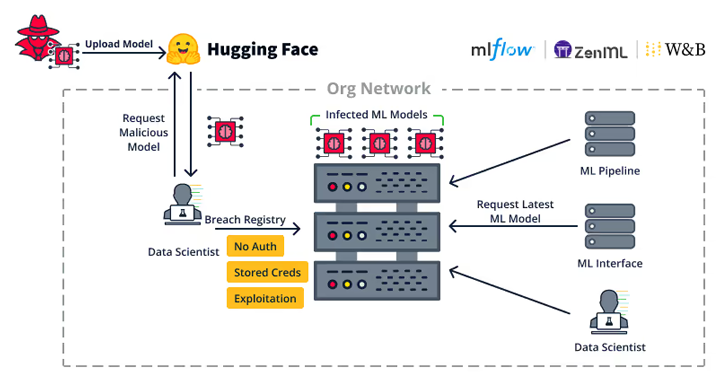 Upload Model
Hugging Face
mlflow
ZenML
W&B
Org Network
Request
Malicious
Model
Infected ML Models
ML Pipeline
Breach Registry
Request Latest
ML Model
Data Scientist
No Auth
Stored Creds
Exploitation
ML Interface
Data Scientist